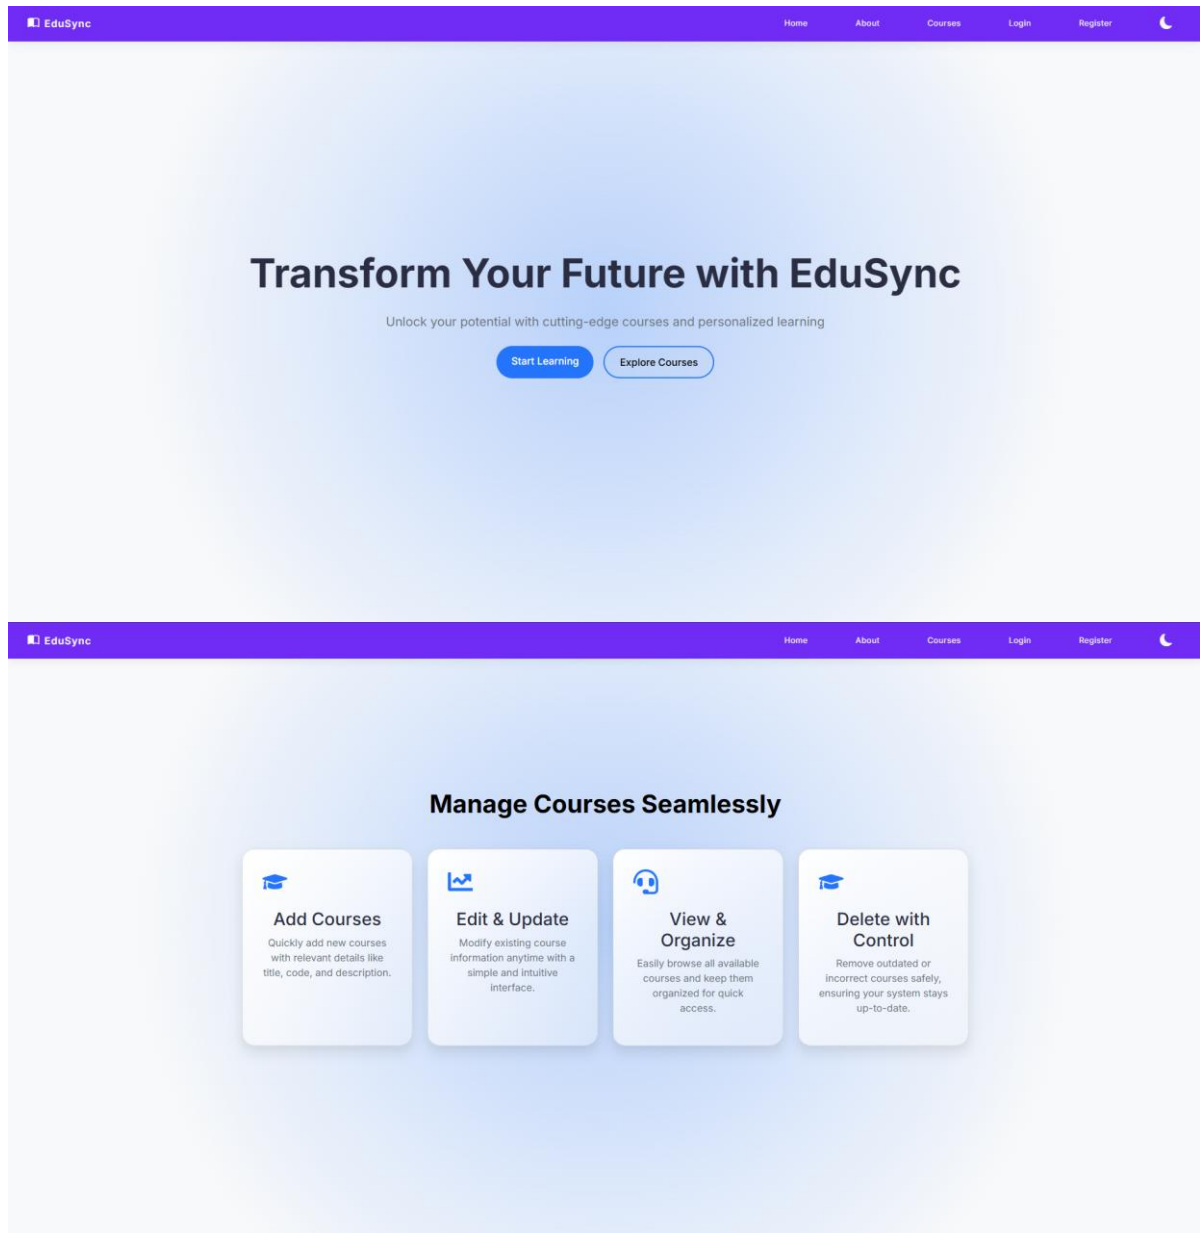 EduSync
Home About Courses Login Register
Transform Your Future with EduSync
Unlock your potential with cutting-edge courses and personalized learning
Start Learning Explore Courses
EduSync
Home About Courses Login Register
Manage Courses Seamlessly
Add Courses
Quickly add new courses
with relevant details like
title, code, and description.
Edit & Update
Modify existing course
information anytime with a
simple and intuitive
interface.
View &
Organize
Easily browse all available
courses and keep them
organized for quick
access.
Delete with
Control
Remove outdated or
incorrect courses safely,
ensuring your system stays
up-to-date.